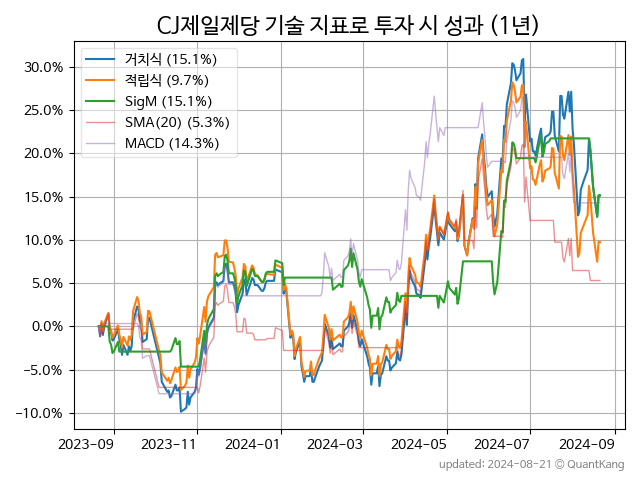 CJ제일제당 기술 지표로 투자 시 성과 (1년)
거치식 (15.1%)
적립식 (9.7%)
SigM (15.1%)
SMA(20) (5.3%)
MACD (14.3%)
30.0%
25.0%
20.0%
15.0%
10.0%
5.0%
0.0%
−5.0%
−10.0%
2023-09 2023-11 2024-01 2024-03 2024-05 2024-07 2024-09
updated: 2024-08-21 © QuantKang